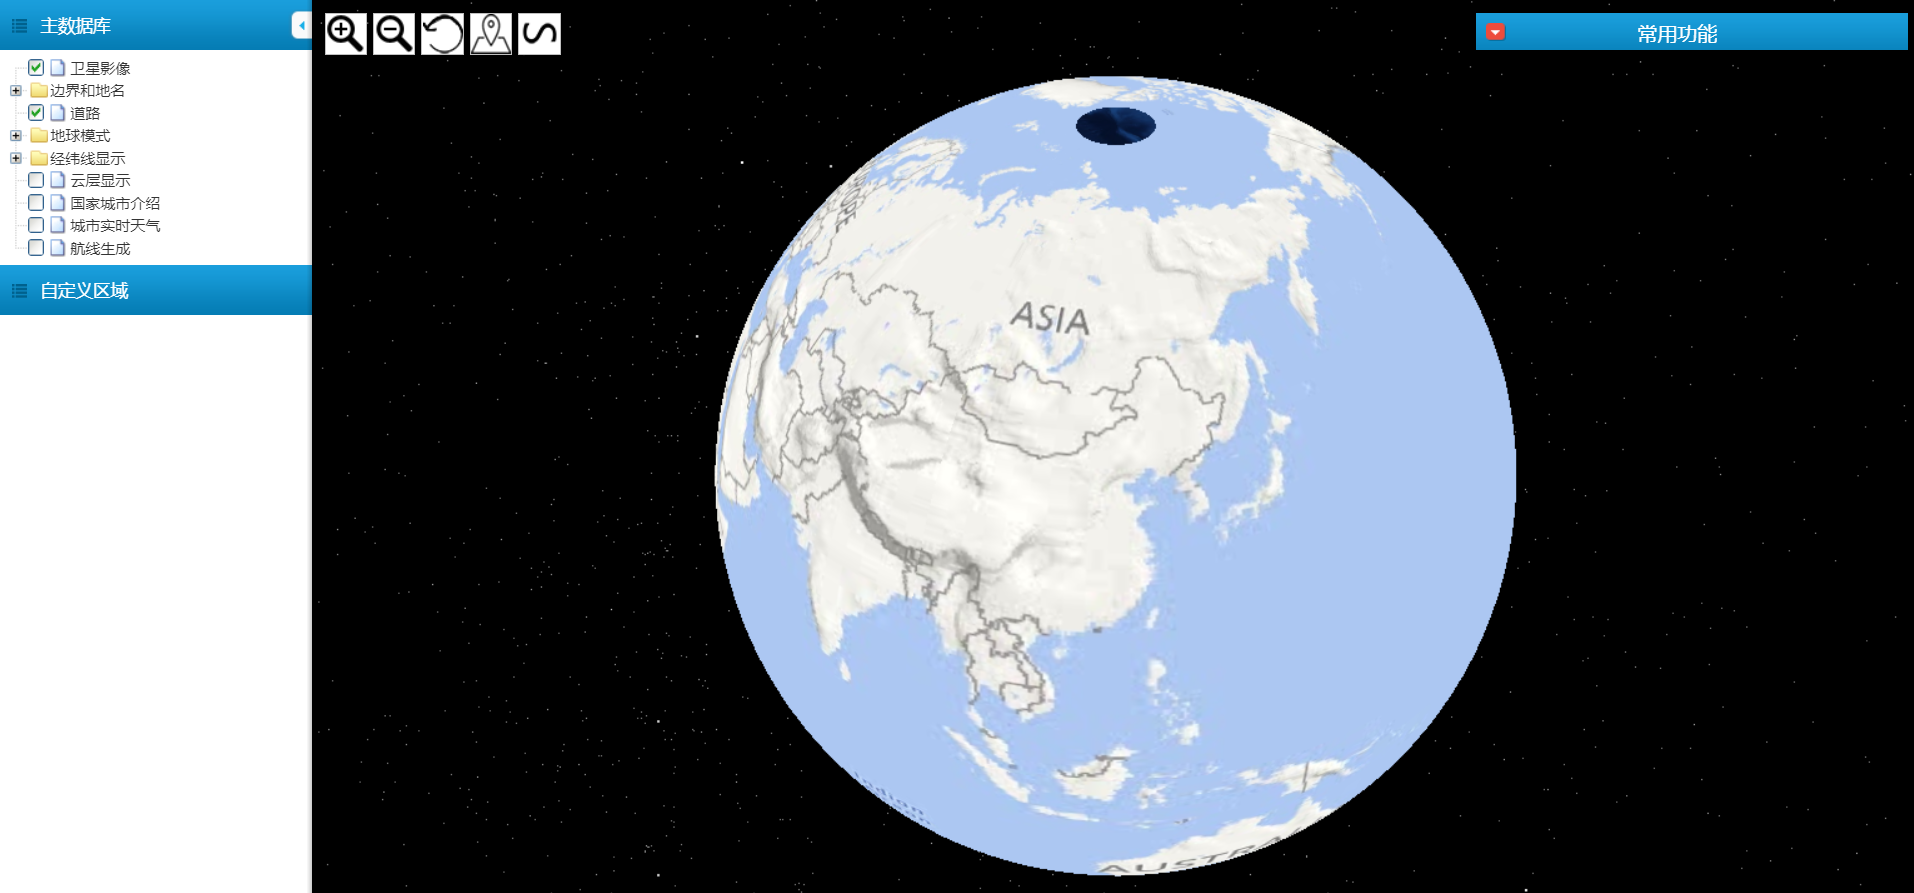 主数据库
卫星影像
边界和地名
道路
地球模式
经纬线显示
云层显示
国家城市介绍
城市实时天气
航线生成
自定义区域
常用功能
ASIA